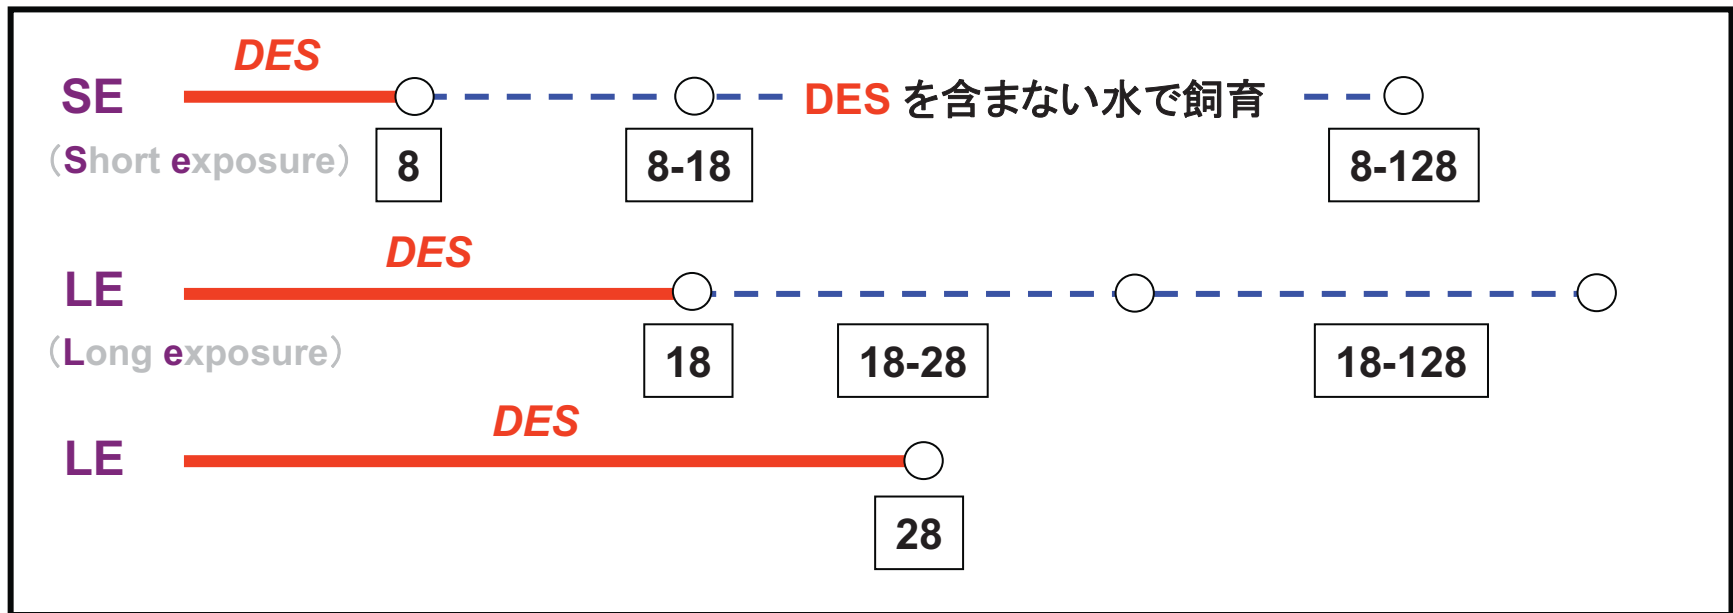 DES
SE DES を含まない水で飼育
(Short exposure) 8 8-18 8-128
DES
LE
(Long exposure) 18 18-28 18-128
DES
LE
28